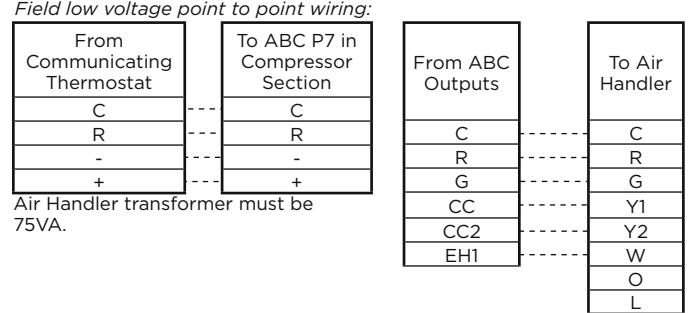 Field low voltage point to point wiring:
From
Communicating
Thermostat
To ABC P7 in
Compressor
Section
C
C
R
R
-
-
+
+
Air Handler transformer must be
75VA.
From ABC
Outputs
To Air
Handler
C
C
R
R
G
G
CC
Y1
CC2
Y2
EH1
W
O
L